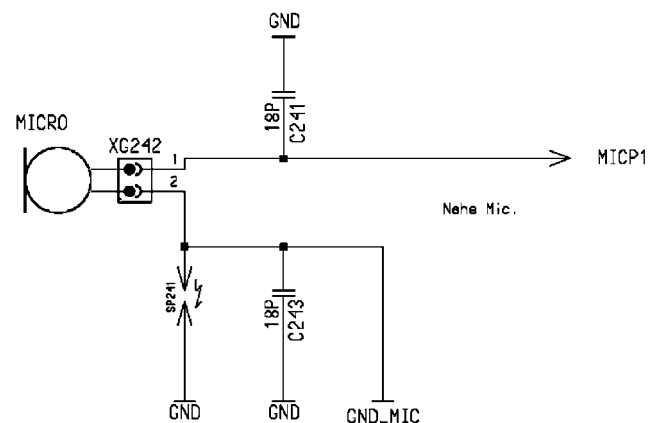 GND
18P
C241
MICRO
XG242
1
2
MICP1
Nahe Mic.
SP241
18P
C243
GND
GND
GND_MIC